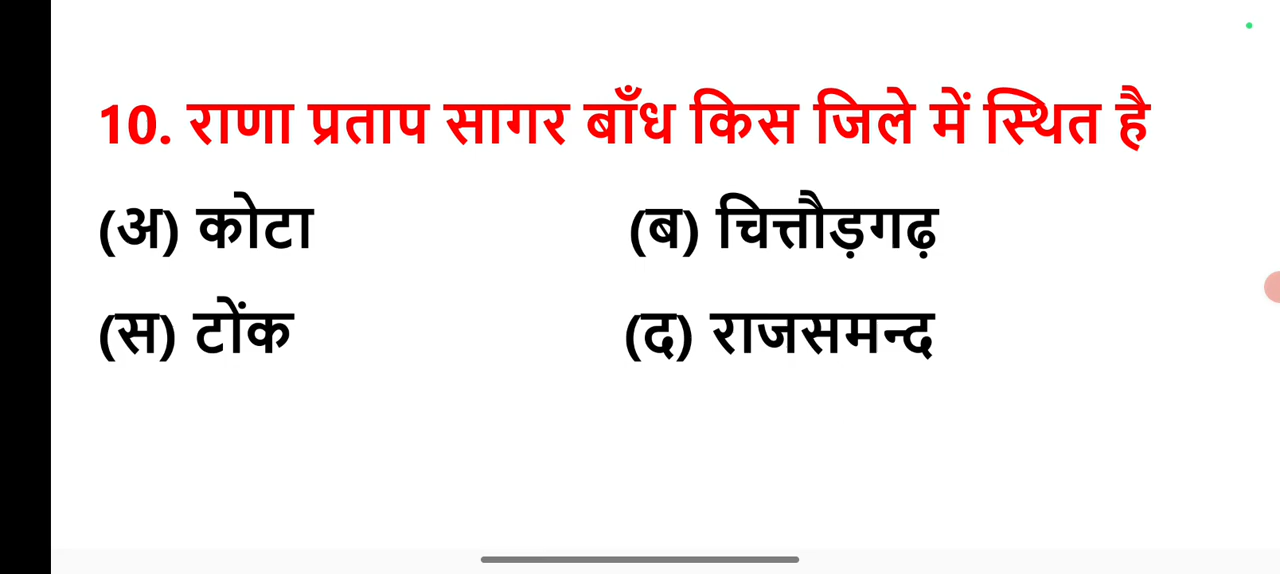 10. राणा प्रताप सागर बाँध किस जिले में स्थित है
(अ) कोटा (ब) चित्तौड़गढ़
(स) टोंक (द) राजसमन्द